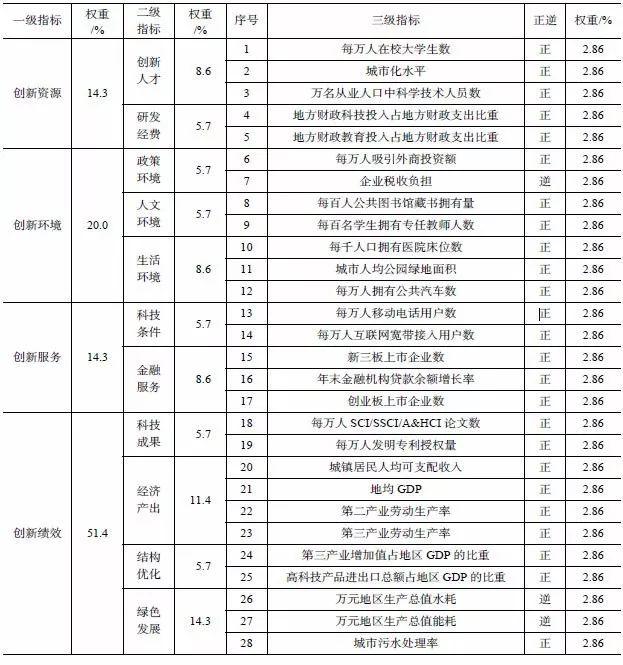 一级指标 权重/% 二级指标 权重/% 序号 三级指标 正逆 权重/%
创新资源 14.3 创新人才 8.6 1 每万人在校大学生数 正 2.86
2 城市化水平 正 2.86
3 万名从业人口中科学技术人员数 正 2.86
研发经费 5.7 4 地方财政科技投入占地方财政支出比重 正 2.86
5 地方财政教育投入占地方财政支出比重 正 2.86
创新环境 20.0 政策环境 5.7 6 每万人吸引外商投资额 正 2.86
7 企业税收负担 逆 2.86
人文环境 5.7 8 每百人公共图书馆藏书拥有量 正 2.86
9 每百名学生拥有专任教师人数 正 2.86
生活环境 8.6 10 每千人口拥有医院床位数 正 2.86
11 城市人均公园绿地面积 正 2.86
12 每万人拥有公共汽车数 正 2.86
创新服务 14.3 科技条件 5.7 13 每万人移动电话用户数 正 2.86
14 每万人互联网宽带接入用户数 正 2.86
金融服务 8.6 15 新三板上市企业数 正 2.86
16 年末金融机构贷款余额增长率 正 2.86
17 创业板上市企业数 正 2.86
创新绩效 51.4 科技成果 5.7 18 每万人 SCI/SSCI/A&HCI 论文数 正 2.86
19 每万人发明专利授权量 正 2.86
经济产出 11.4 20 城镇居民人均可支配收入 正 2.86
21 地均 GDP 正 2.86
22 第二产业劳动生产率 正 2.86
23 第三产业劳动生产率 正 2.86
结构优化 5.7 24 第三产业增加值占地区 GDP 的比重 正 2.86
25 高科技产品进出口总额占地区 GDP 的比重 正 2.86
绿色发展 14.3 26 万元地区生产总值水耗 逆 2.86
27 万元地区生产总值能耗 逆 2.86
28 城市污水处理率 正 2.86